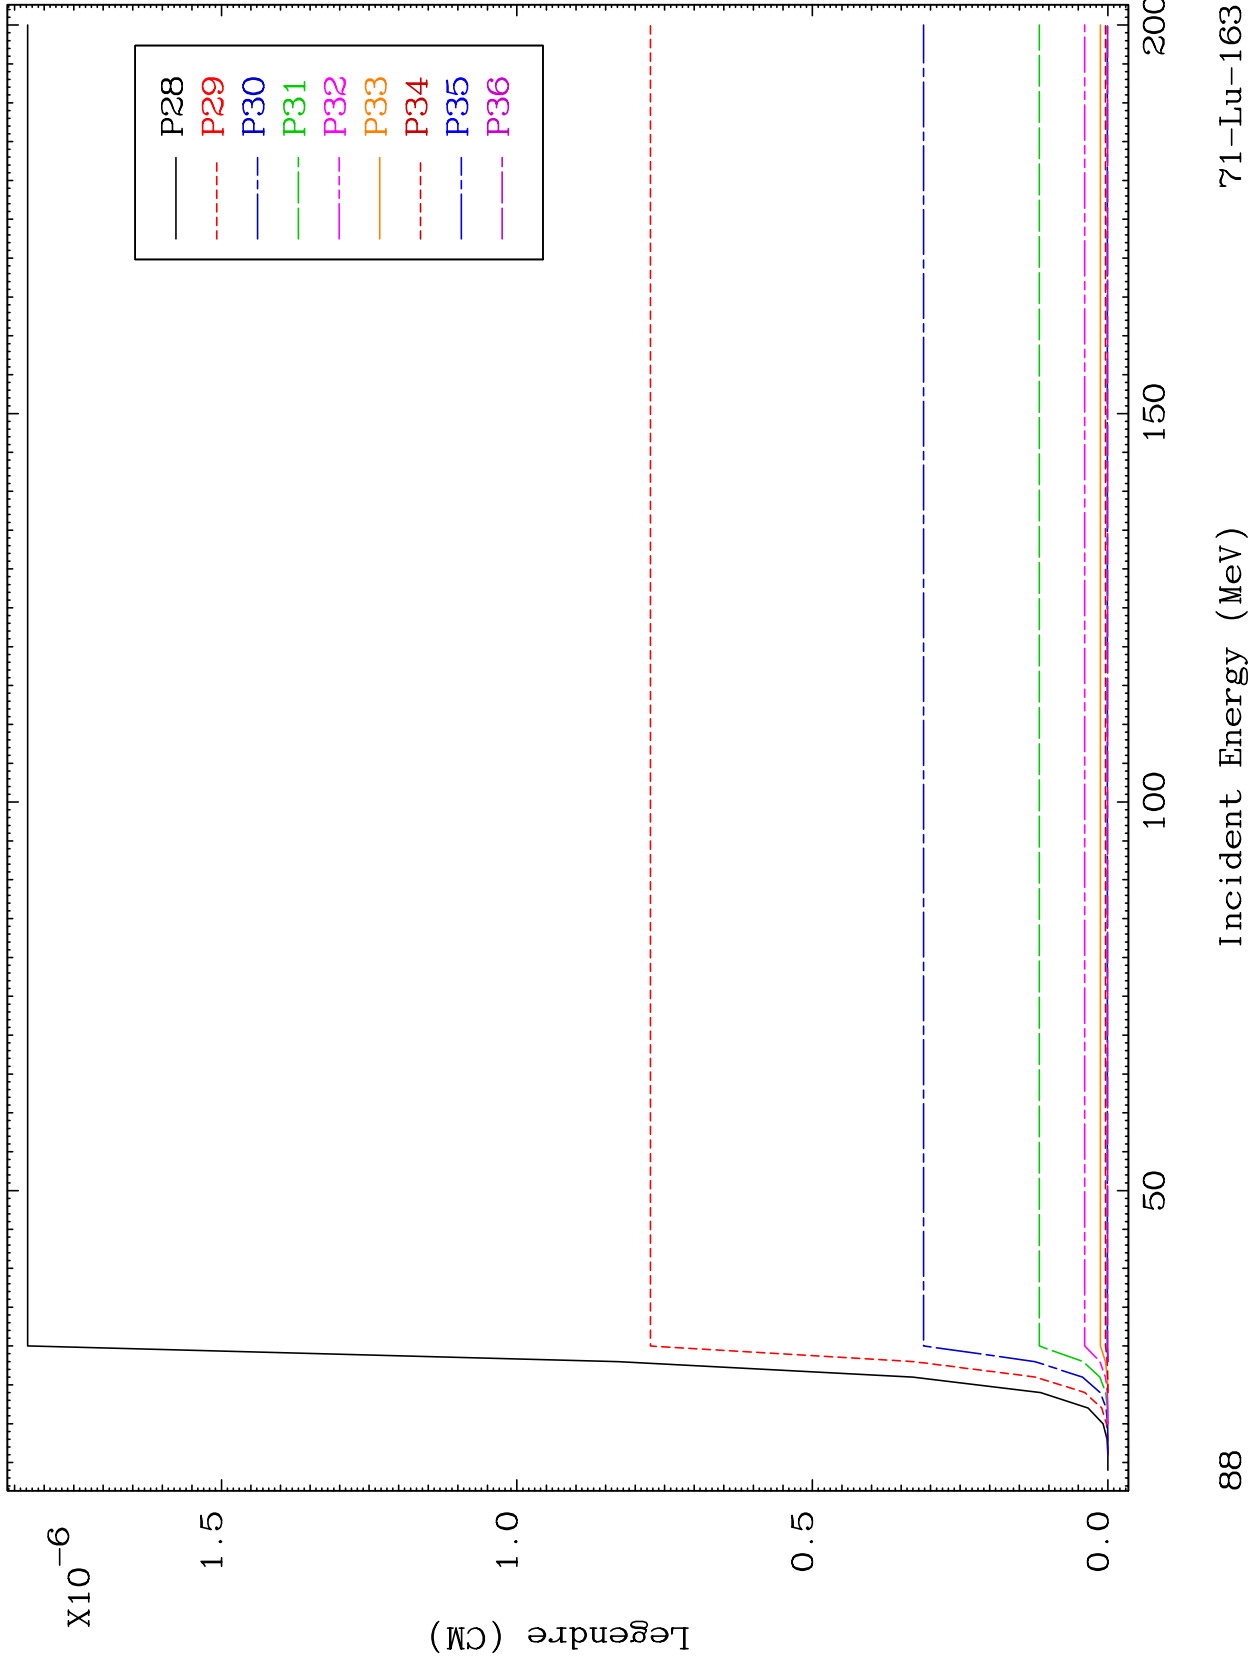 X10⁻⁶
Legendre (CM)
1.5
1.0
0.5
0.0
P28
P29
P30
P31
P32
P33
P34
P35
P36
50
100
150
200
88
Incident Energy (MeV)
71-Lu-163